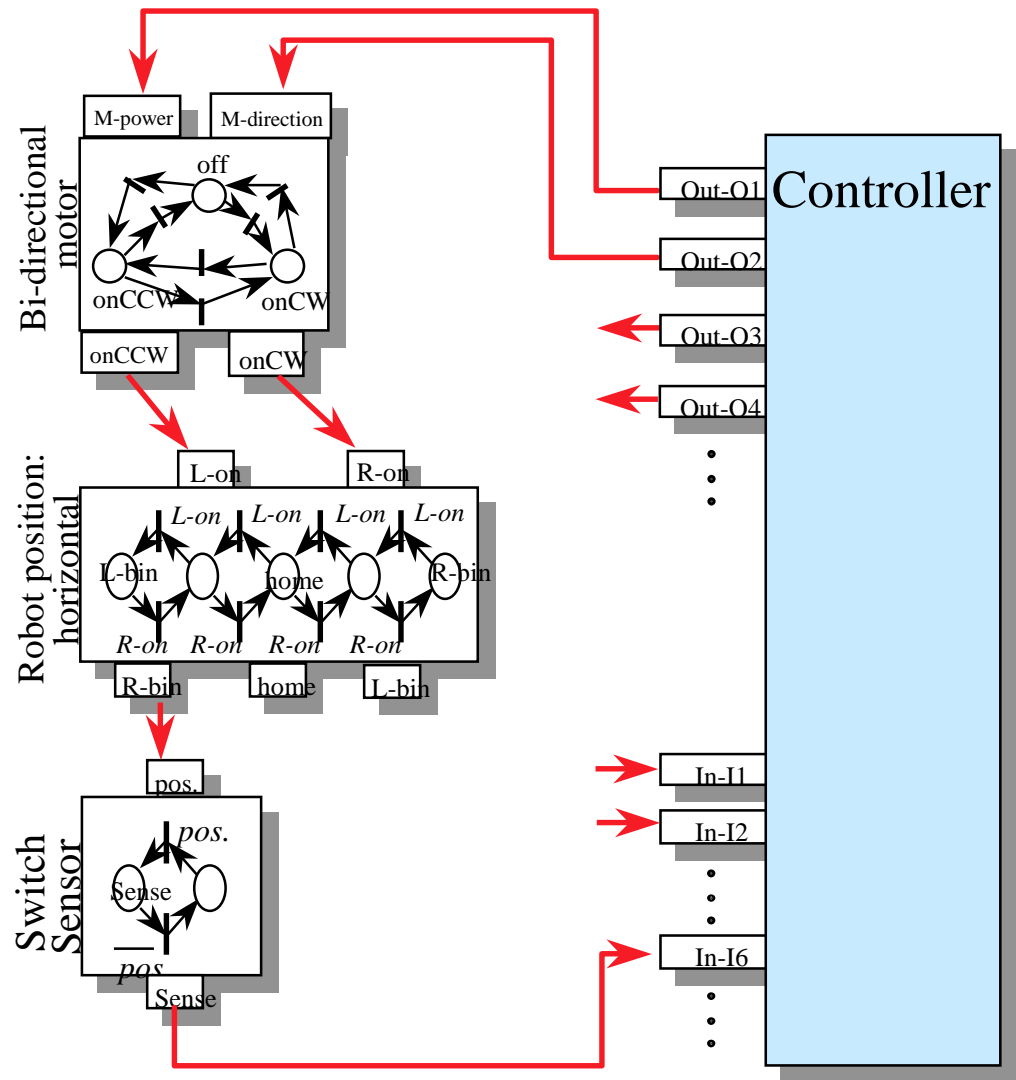 M-power
M-direction
Bi-directional
motor
off
onCCW
onCW
onCCW
onCW
L-on
R-on
Robot position:
horizontal
L-on L-on L-on L-on
L-bin
home
R-bin
R-on R-on R-on R-on
R-bin
home
L-bin
pos.
Switch
Sensor
pos.
Sense
pos
Sense
Controller
Out-O1
Out-O2
Out-O3
Out-O4
In-I1
In-I2
In-I6